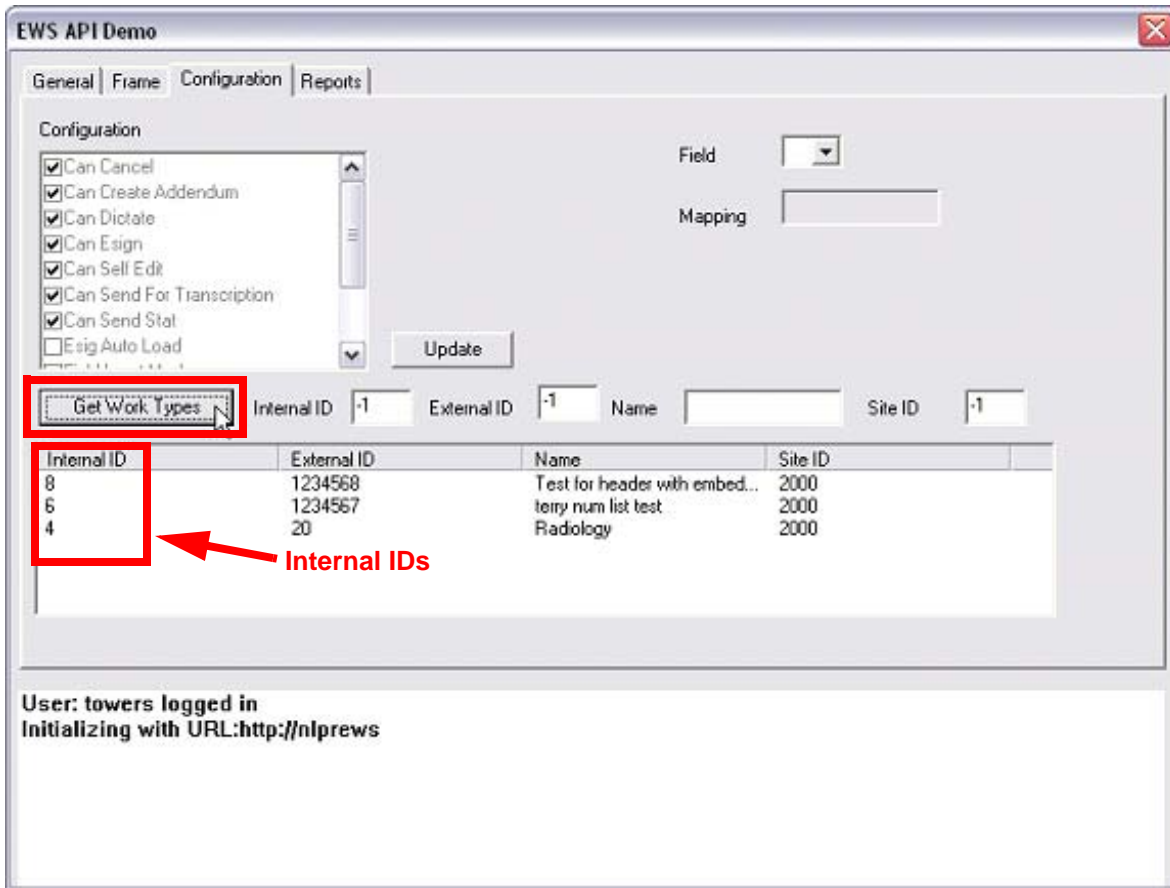 EWS API Demo
General Frame Configuration Reports
Configuration
Can Cancel
Can Create Addendum
Can Dictate
Can Esign
Can Self Edit
Can Send For Transcription
Can Send Stat
Esig Auto Load
Field
Mapping
Update
Get Work Types Internal ID -1 External ID -1 Name Site ID -1
Internal ID External ID Name Site ID
8 1234568 Test for header with embed... 2000
6 1234567 terry num list test 2000
4 20 Radiology 2000
Internal IDs
User: towers logged in
Initializing with URL:http://nlprews